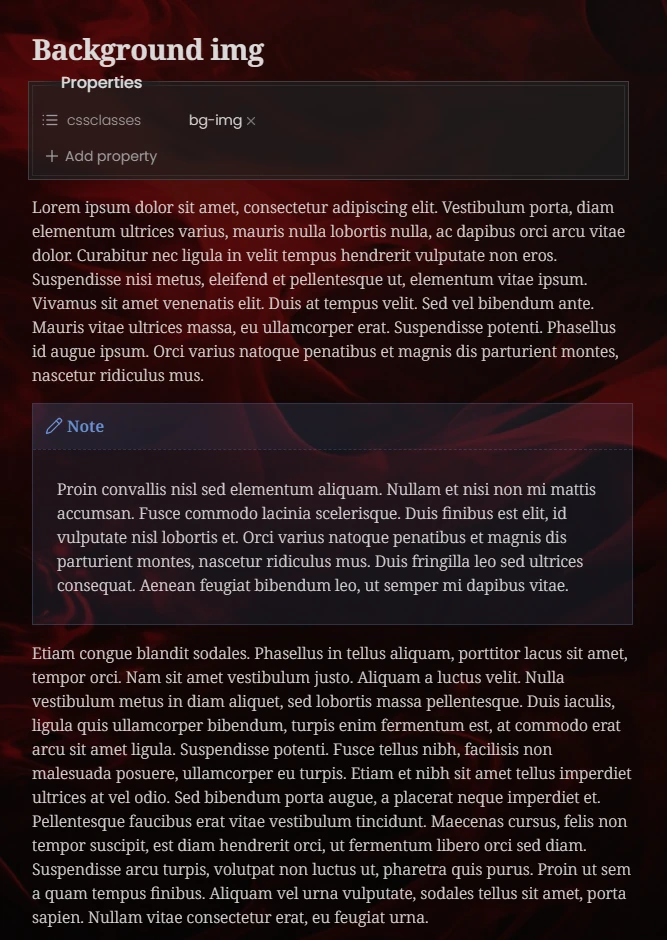 Background img
Properties
cssclasses bg-img ×
+ Add property
Lorem ipsum dolor sit amet, consectetur adipiscing elit. Vestibulum porta, diam
elementum ultrices varius, mauris nulla lobortis nulla, ac dapibus orci arcu vitae
dolor. Curabitur nec ligula in velit tempus hendrerit vulputate non eros.
Suspendisse nisi metus, eleifend et pellentesque ut, elementum vitae ipsum.
Vivamus sit amet venenatis elit. Duis at tempus velit. Sed vel bibendum ante.
Mauris vitae ultrices massa, eu ullamcorper erat. Suspendisse potenti. Phasellus
id augue ipsum. Orci varius natoque penatibus et magnis dis parturient montes,
nascetur ridiculus mus.
Note
Proin convallis nisl sed elementum aliquam. Nullam et nisi non mi mattis
accumsan. Fusce commodo lacinia scelerisque. Duis finibus est elit, id
vulputate nisl lobortis et. Orci varius natoque penatibus et magnis dis
parturient montes, nascetur ridiculus mus. Duis fringilla leo sed ultrices
consequat. Aenean feugiat bibendum leo, ut semper mi dapibus vitae.
Etiam congue blandit sodales. Phasellus in tellus aliquam, porttitor lacus sit amet,
tempor orci. Nam sit amet vestibulum justo. Aliquam a luctus velit. Nulla
vestibulum metus in diam aliquet, sed lobortis massa pellentesque. Duis iaculis,
ligula quis ullamcorper bibendum, turpis enim fermentum est, at commodo erat
arcu sit amet ligula. Suspendisse potenti. Fusce tellus nibh, facilisis non
malesuada posuere, ullamcorper eu turpis. Etiam et nibh sit amet tellus imperdiet
ultrices at vel odio. Sed bibendum porta augue, a placerat neque imperdiet et.
Pellentesque faucibus erat vitae vestibulum tincidunt. Maecenas cursus, felis non
tempor suscipit, est diam hendrerit orci, ut fermentum libero orci sed diam.
Suspendisse arcu turpis, volutpat non luctus ut, pharetra quis purus. Proin ut sem
a quam tempus finibus. Aliquam vel urna vulputate, sodales tellus sit amet, porta
sapien. Nullam vitae consectetur erat, eu feugiat urna.